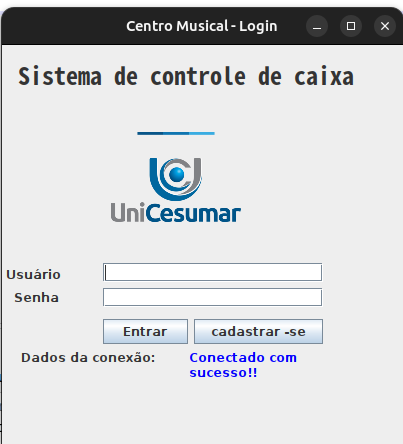 Centro Musical - Login
Sistema de controle de caixa
UniCesumar
Usuário
Senha
Entrar
cadastrar -se
Dados da conexão:
Conectado com
sucesso!!